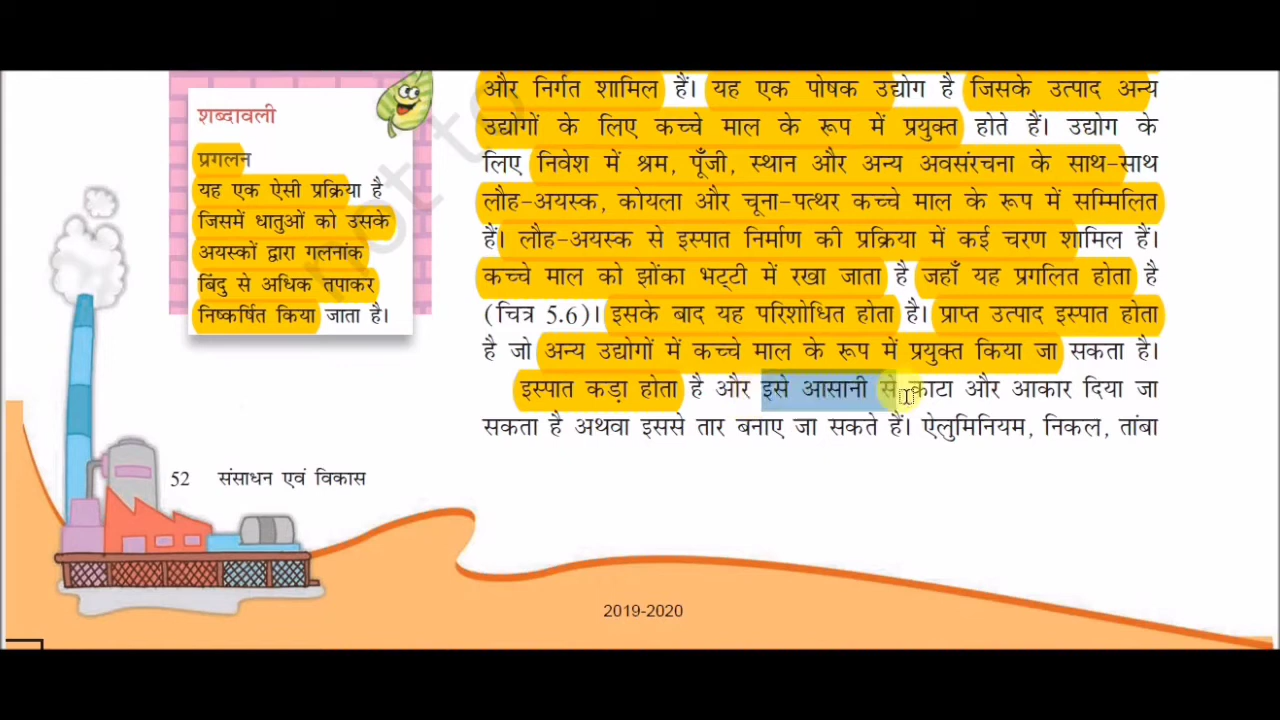 शब्दावली
प्रगलन
यह एक ऐसी प्रक्रिया है
जिसमें धातुओं को उसके
अयस्कों द्वारा गलनांक
बिंदु से अधिक तपाकर
निष्कर्षित किया जाता है।
और निर्गत शामिल हैं। यह एक पोषक उद्योग है जिसके उत्पाद अन्य
उद्योगों के लिए कच्चे माल के रूप में प्रयुक्त होते हैं। उद्योग के
लिए निवेश में श्रम, पूँजी, स्थान और अन्य अवसंरचना के साथ-साथ
लौह-अयस्क, कोयला और चूना-पत्थर कच्चे माल के रूप में सम्मिलित
हैं। लौह-अयस्क से इस्पात निर्माण की प्रक्रिया में कई चरण शामिल हैं।
कच्चे माल को झोंका भट्टी में रखा जाता है जहाँ यह प्रगलित होता है
(चित्र 5.6)। इसके बाद यह परिशोधित होता है। प्राप्त उत्पाद इस्पात होता
है जो अन्य उद्योगों में कच्चे माल के रूप में प्रयुक्त किया जा सकता है।
इस्पात कड़ा होता है और इसे आसानी से काटा और आकार दिया जा
सकता है अथवा इससे तार बनाए जा सकते हैं। ऐलुमिनियम, निकल, तांबा
52 संसाधन एवं विकास
2019-2020
not to